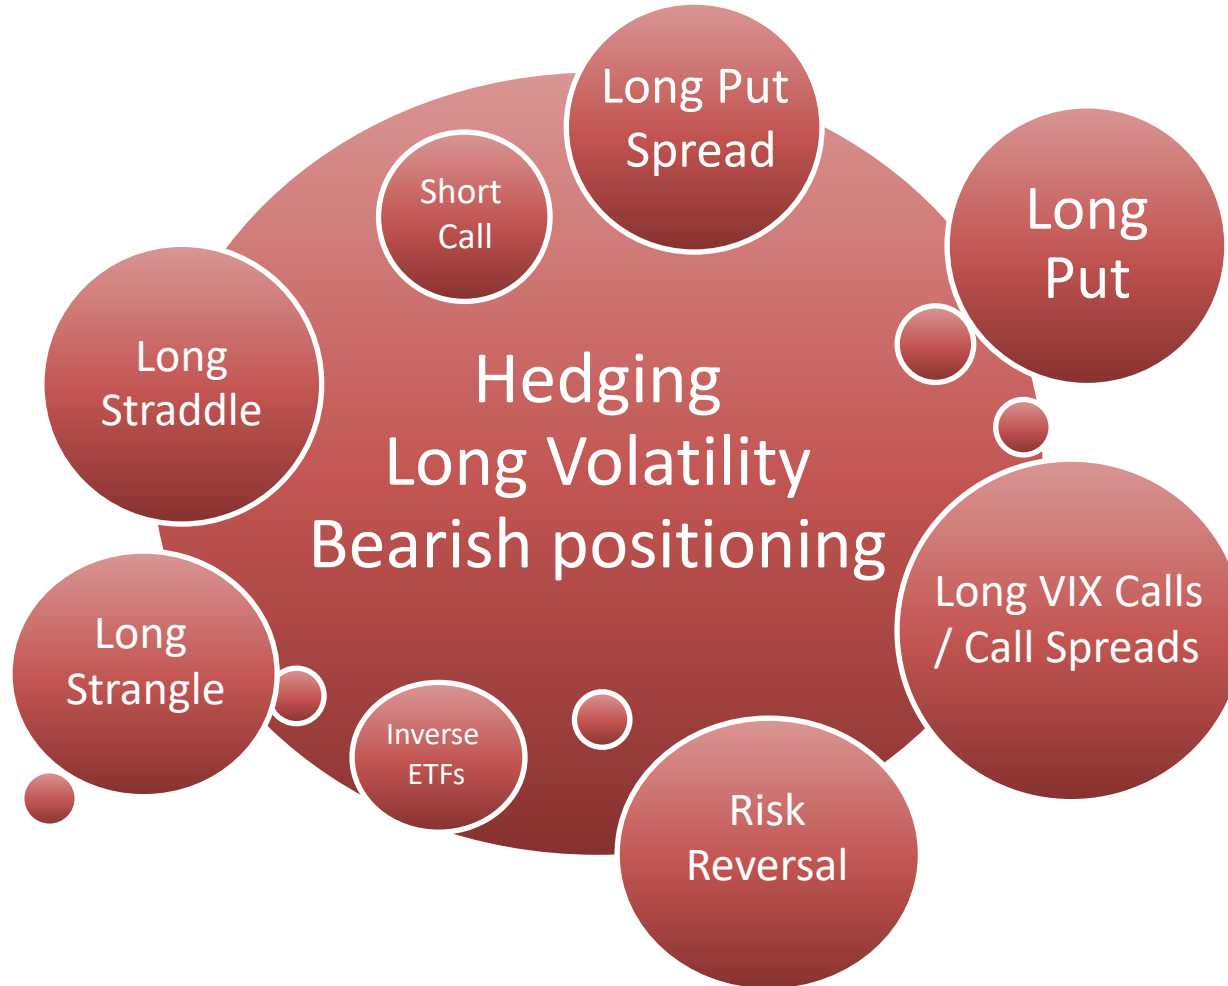 Long Put
Spread
Short
Call
Long
Put
Long
Straddle
Hedging
Long Volatility
Bearish positioning
Long VIX Calls
/ Call Spreads
Long
Strangle
Inverse
ETFs
Risk
Reversal